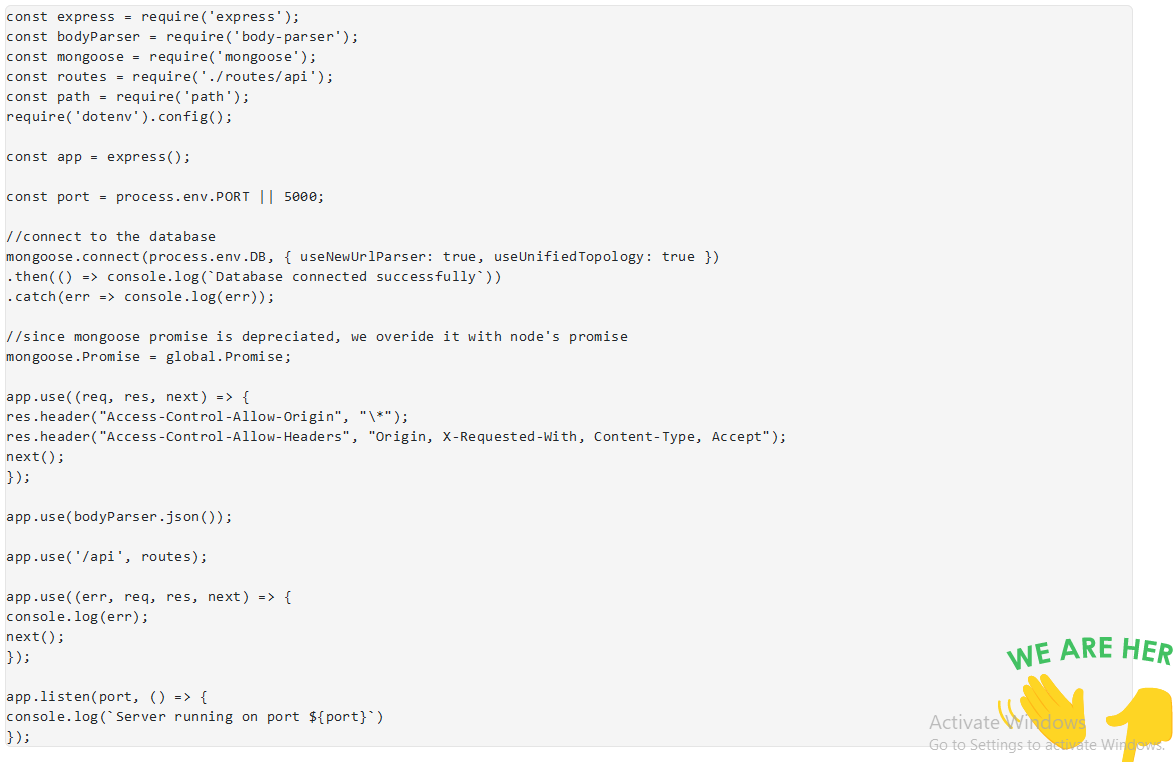 const express = require('express');
const bodyParser = require('body-parser');
const mongoose = require('mongoose');
const routes = require('./routes/api');
const path = require('path');
require('dotenv').config();
const app = express();
const port = process.env.PORT || 5000;
//connect to the database
mongoose.connect(process.env.DB, { useNewUrlParser: true, useUnifiedTopology: true })
.then(() => console.log(`Database connected successfully`))
.catch(err => console.log(err));
//since mongoose promise is depreciated, we overide it with node's promise
mongoose.Promise = global.Promise;
app.use((req, res, next) => {
res.header("Access-Control-Allow-Origin", "\*");
res.header("Access-Control-Allow-Headers", "Origin, X-Requested-With, Content-Type, Accept");
next();
});
app.use(bodyParser.json());
app.use('/api', routes);
app.use((err, req, res, next) => {
console.log(err);
next();
});
app.listen(port, () => {
console.log(`Server running on port ${port}`)
});
WE ARE HER
Activate Windows
Go to Settings to activate Windows.